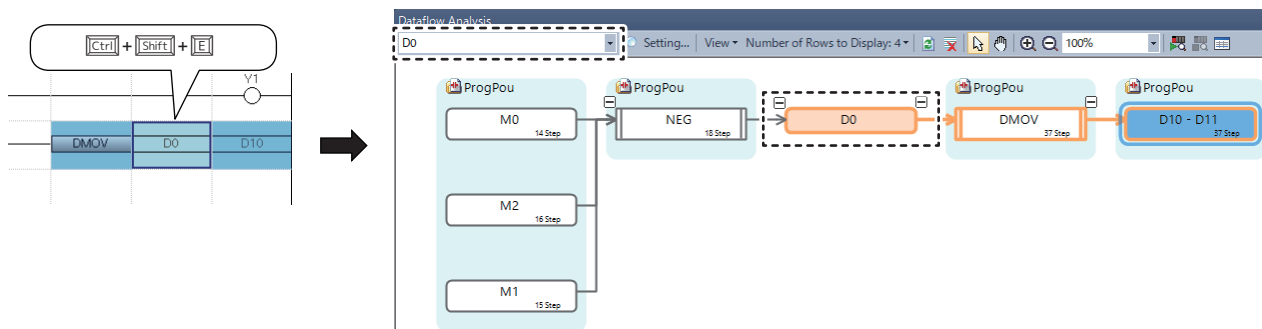 Ctrl + Shift + E
Y1
DMOV D0 D10
Dataflow Analysis
D0 Setting... View Number of Rows to Display: 4 100%
ProgPou ProgPou ProgPou ProgPou
M0 NEG D0 DMOV D10 - D11
14 Step 18 Step 37 Step 37 Step
M2
16 Step
M1
15 Step